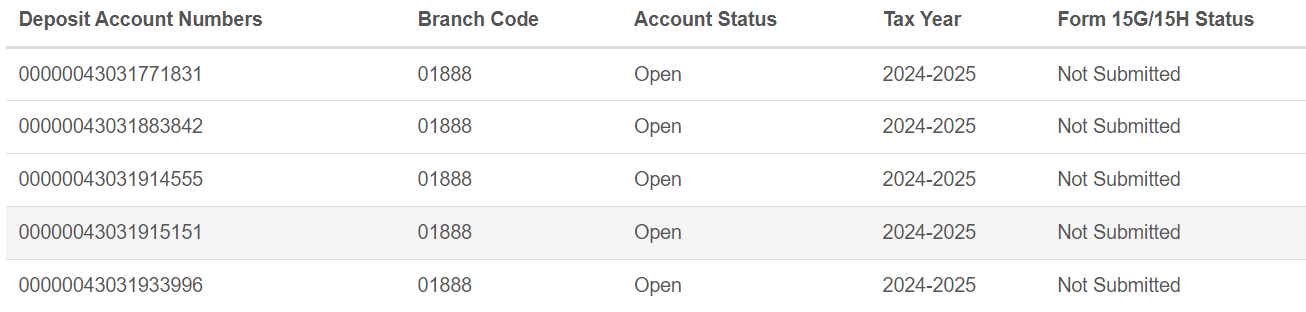 Deposit Account Numbers Branch Code Account Status Tax Year Form 15G/15H Status
00000043031771831 01888 Open 2024-2025 Not Submitted
00000043031883842 01888 Open 2024-2025 Not Submitted
00000043031914555 01888 Open 2024-2025 Not Submitted
00000043031915151 01888 Open 2024-2025 Not Submitted
00000043031933996 01888 Open 2024-2025 Not Submitted